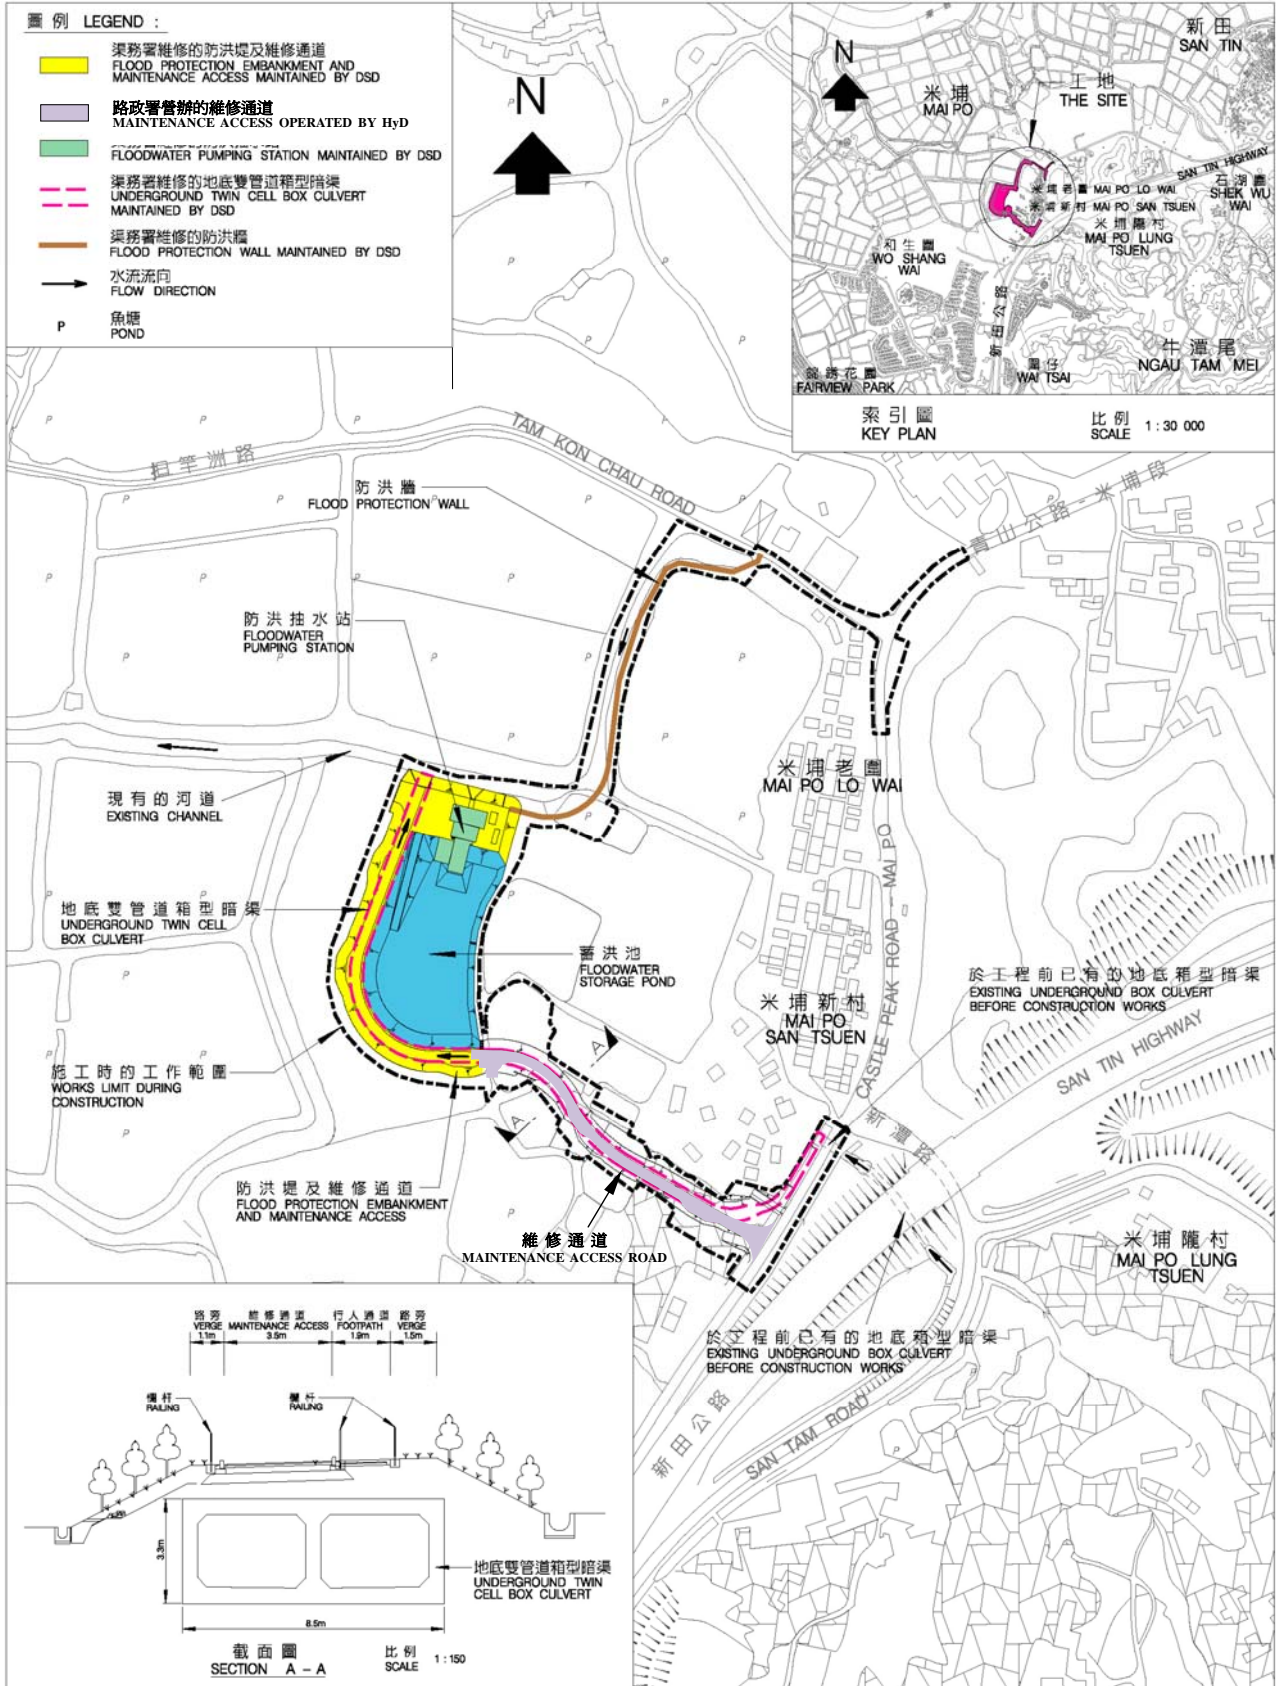 圖例 LEGEND :
渠務署維修的防洪堤及維修通道
FLOOD PROTECTION EMBANKMENT AND
MAINTENANCE ACCESS MAINTAINED BY DSD
路政署營辦的維修通道
MAINTENANCE ACCESS OPERATED BY HyD
FLOODWATER PUMPING STATION MAINTAINED BY DSD
渠務署維修的地底雙管道箱型暗渠
UNDERGROUND TWIN CELL BOX CULVERT
MAINTAINED BY DSD
渠務署維修的防洪牆
FLOOD PROTECTION WALL MAINTAINED BY DSD
水流流向
FLOW DIRECTION
P
魚塘
POND
N
N
新田
SAN TIN
米埔
MAI PO
工地
THE SITE
SAN TIN HIGHWAY
米埔老圍 MAI PO LO WAI
米埔新村 MAI PO SAN TSUEN
石湖圍
SHEK WU
WAI
米埔隴村
MAI PO LUNG
TSUEN
和生圍
WO SHANG
WAI
新田公路
牛潭尾
NGAU TAM MEI
圍仔
WAI TSAI
錦綉花園
FAIRVIEW PARK
索引圖
KEY PLAN
比例
SCALE 1 : 30 000
担竿洲路
TAM KON CHAU ROAD
青山公路 - 米埔段
防洪牆
FLOOD PROTECTION WALL
防洪抽水站
FLOODWATER
PUMPING STATION
現有的河道
EXISTING CHANNEL
米埔老圍
MAI PO LO WAI
地底雙管道箱型暗渠
UNDERGROUND TWIN CELL
BOX CULVERT
蓄洪池
FLOODWATER
STORAGE POND
CASTLE PEAK ROAD - MAI PO
米埔新村
MAI PO
SAN TSUEN
於工程前已有的地底箱型暗渠
EXISTING UNDERGROUND BOX CULVERT
BEFORE CONSTRUCTION WORKS
SAN TIN HIGHWAY
施工時的工作範圍
WORKS LIMIT DURING
CONSTRUCTION
A
A
新潭路
防洪堤及維修通道
FLOOD PROTECTION EMBANKMENT
AND MAINTENANCE ACCESS
維修通道
MAINTENANCE ACCESS ROAD
米埔隴村
MAI PO LUNG
TSUEN
於工程前已有的地底箱型暗渠
EXISTING UNDERGROUND BOX CULVERT
BEFORE CONSTRUCTION WORKS
新田公路
SAN TAM ROAD
路旁 維修通道 行人通道 路旁
VERGE MAINTENANCE ACCESS FOOTPATH VERGE
1.1m 3.5m 1.9m 1.5m
欄杆
RAILING
欄杆
RAILING
3.3m
8.5m
地底雙管道箱型暗渠
UNDERGROUND TWIN
CELL BOX CULVERT
截面圖
SECTION A - A
比例
SCALE 1 : 150